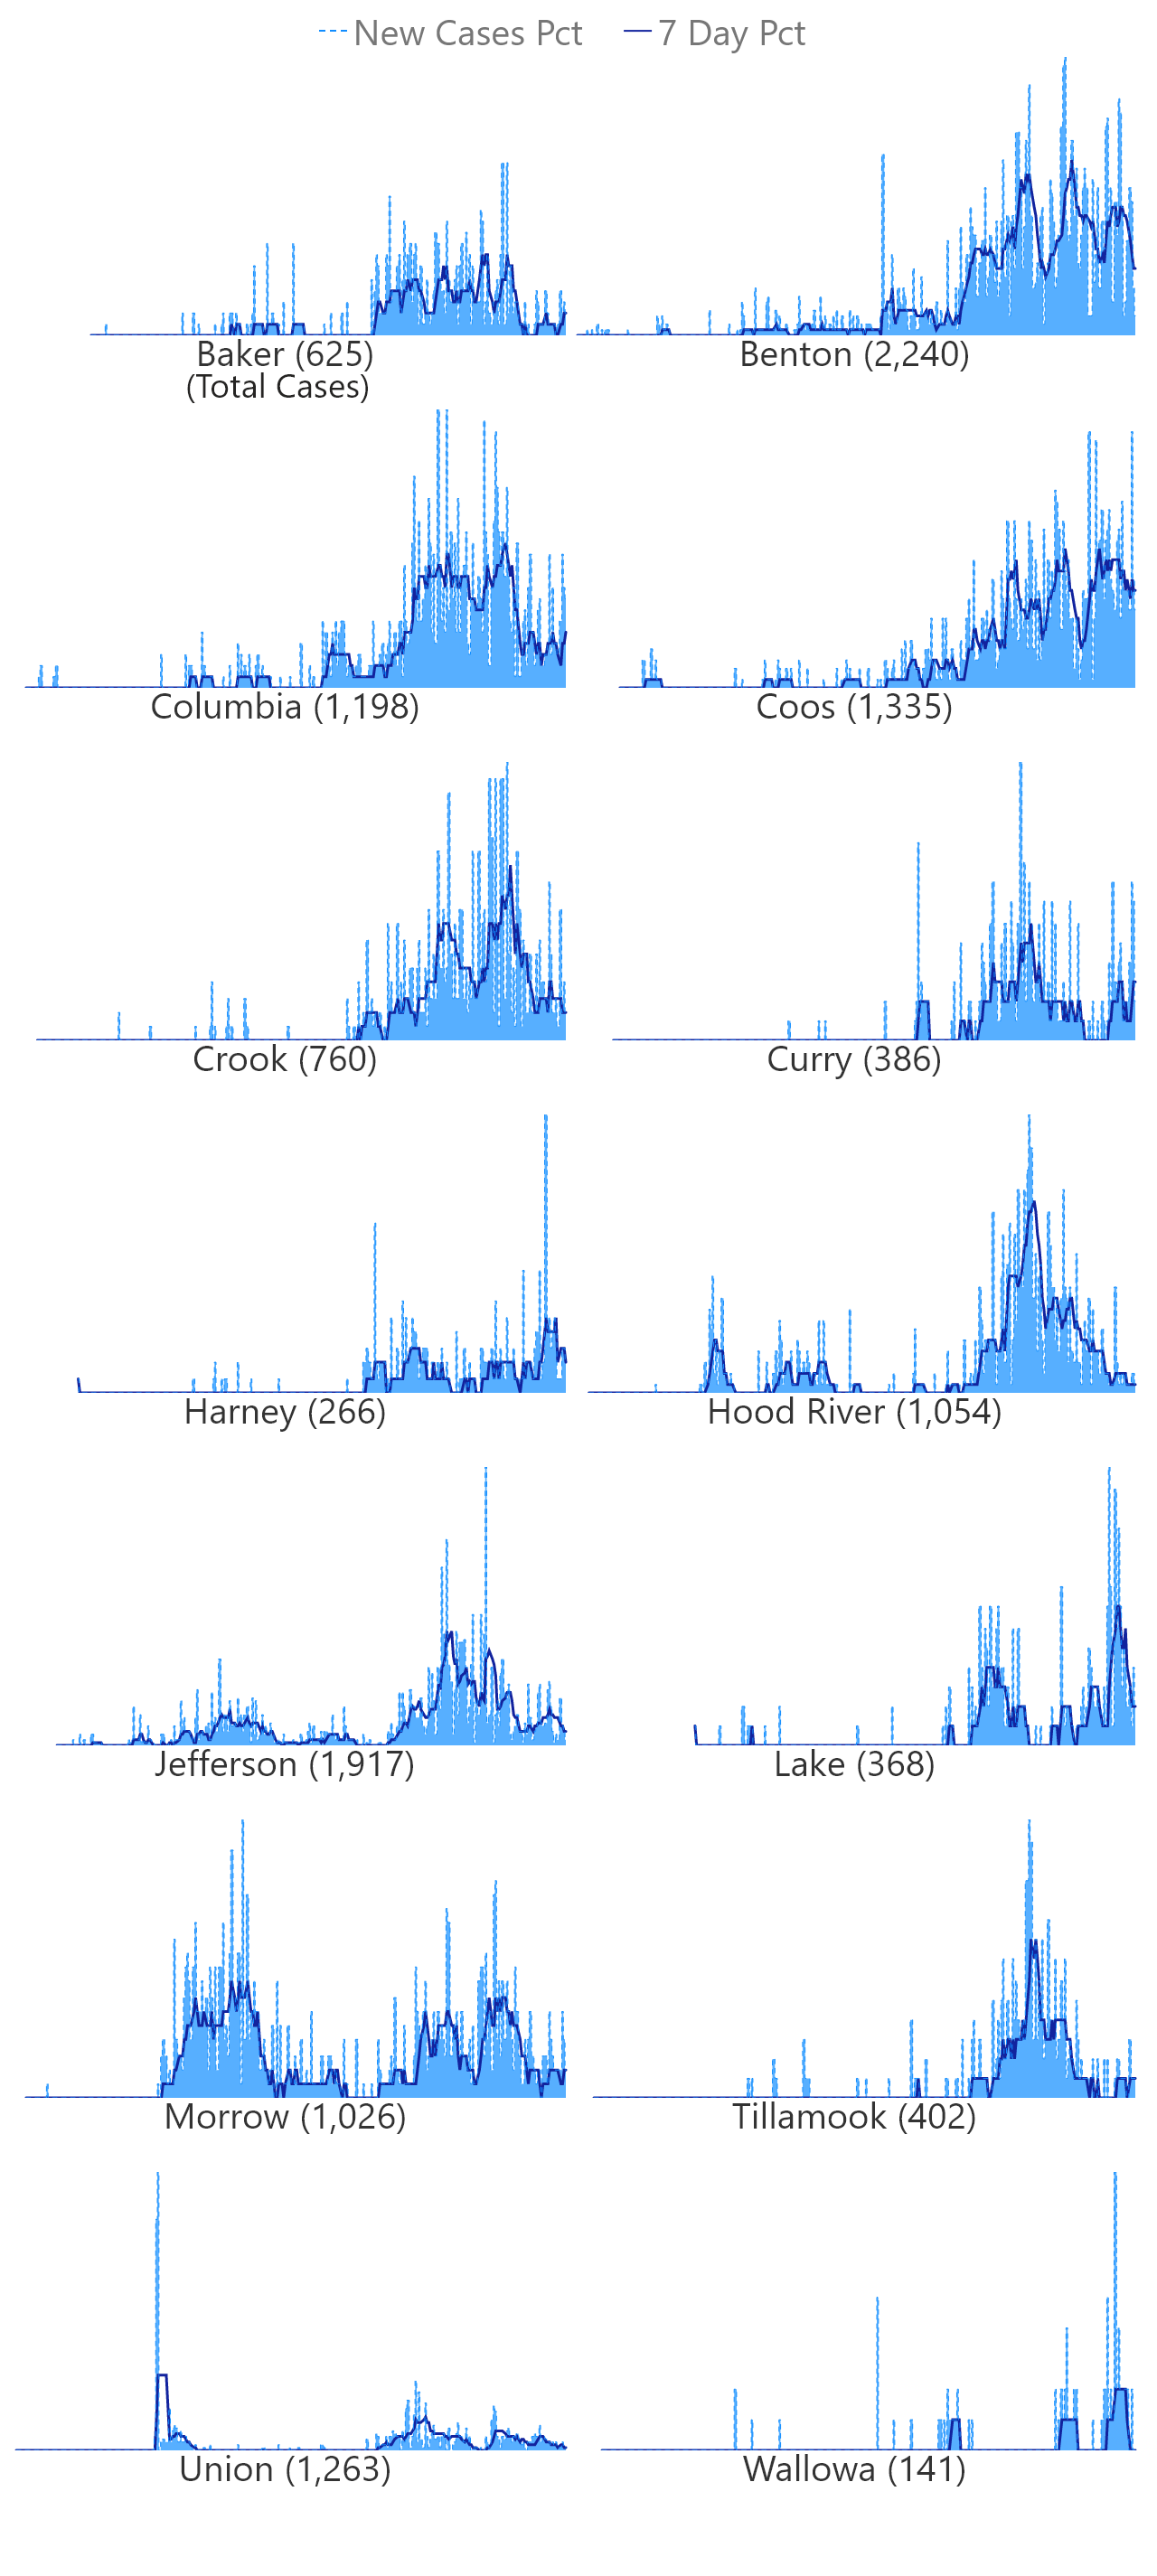 New Cases Pct 7 Day Pct
Baker (625)
(Total Cases)
Benton (2,240)
Columbia (1,198)
Coos (1,335)
Crook (760)
Curry (386)
Harney (266)
Hood River (1,054)
Jefferson (1,917)
Lake (368)
Morrow (1,026)
Tillamook (402)
Union (1,263)
Wallowa (141)